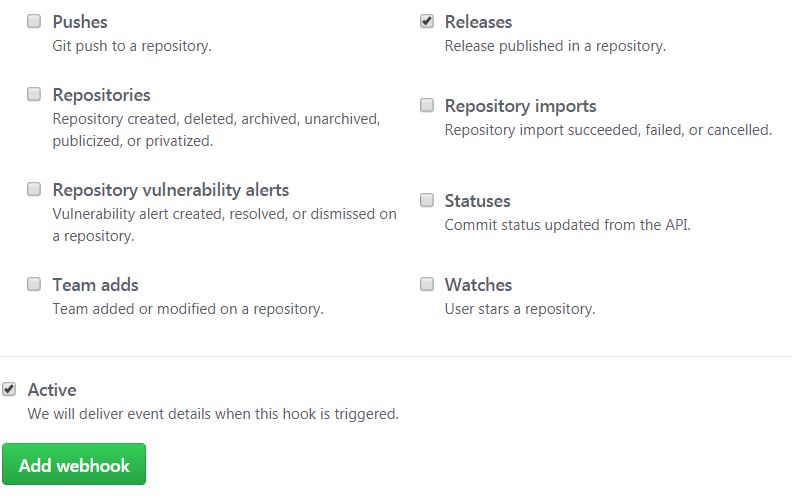 Pushes
Git push to a repository.
Releases
Release published in a repository.
Repositories
Repository created, deleted, archived, unarchived,
publicized, or privatized.
Repository imports
Repository import succeeded, failed, or cancelled.
Repository vulnerability alerts
Vulnerability alert created, resolved, or dismissed on
a repository.
Statuses
Commit status updated from the API.
Team adds
Team added or modified on a repository.
Watches
User stars a repository.
Active
We will deliver event details when this hook is triggered.
Add webhook